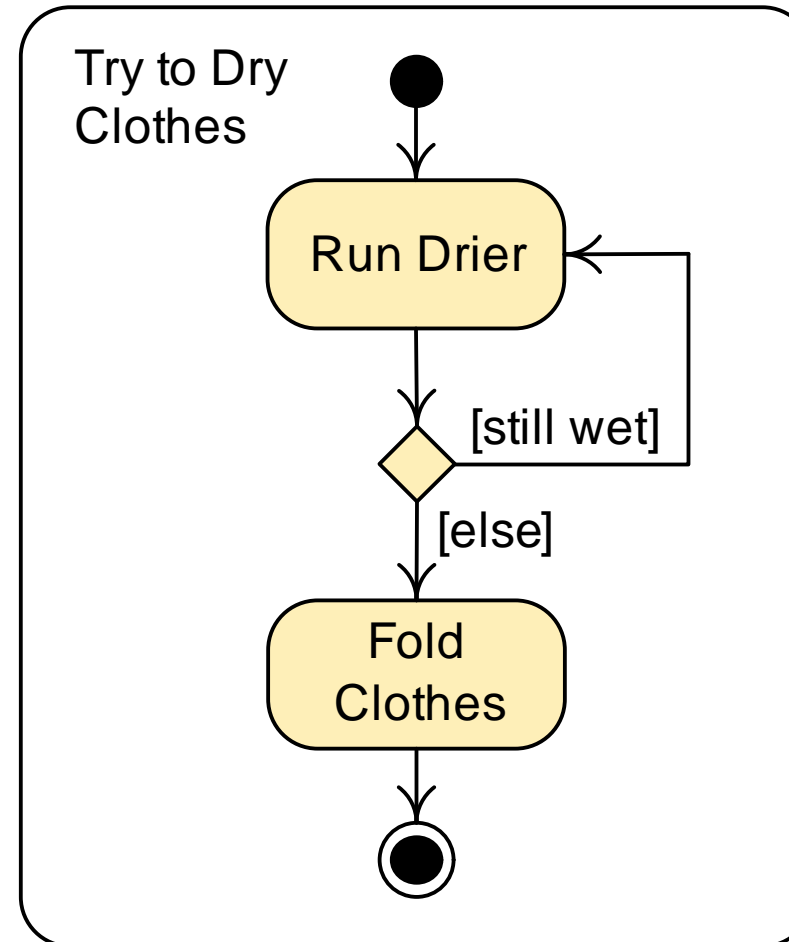 Try to Dry
Clothes
Run Drier
[still wet]
[else]
Fold
Clothes